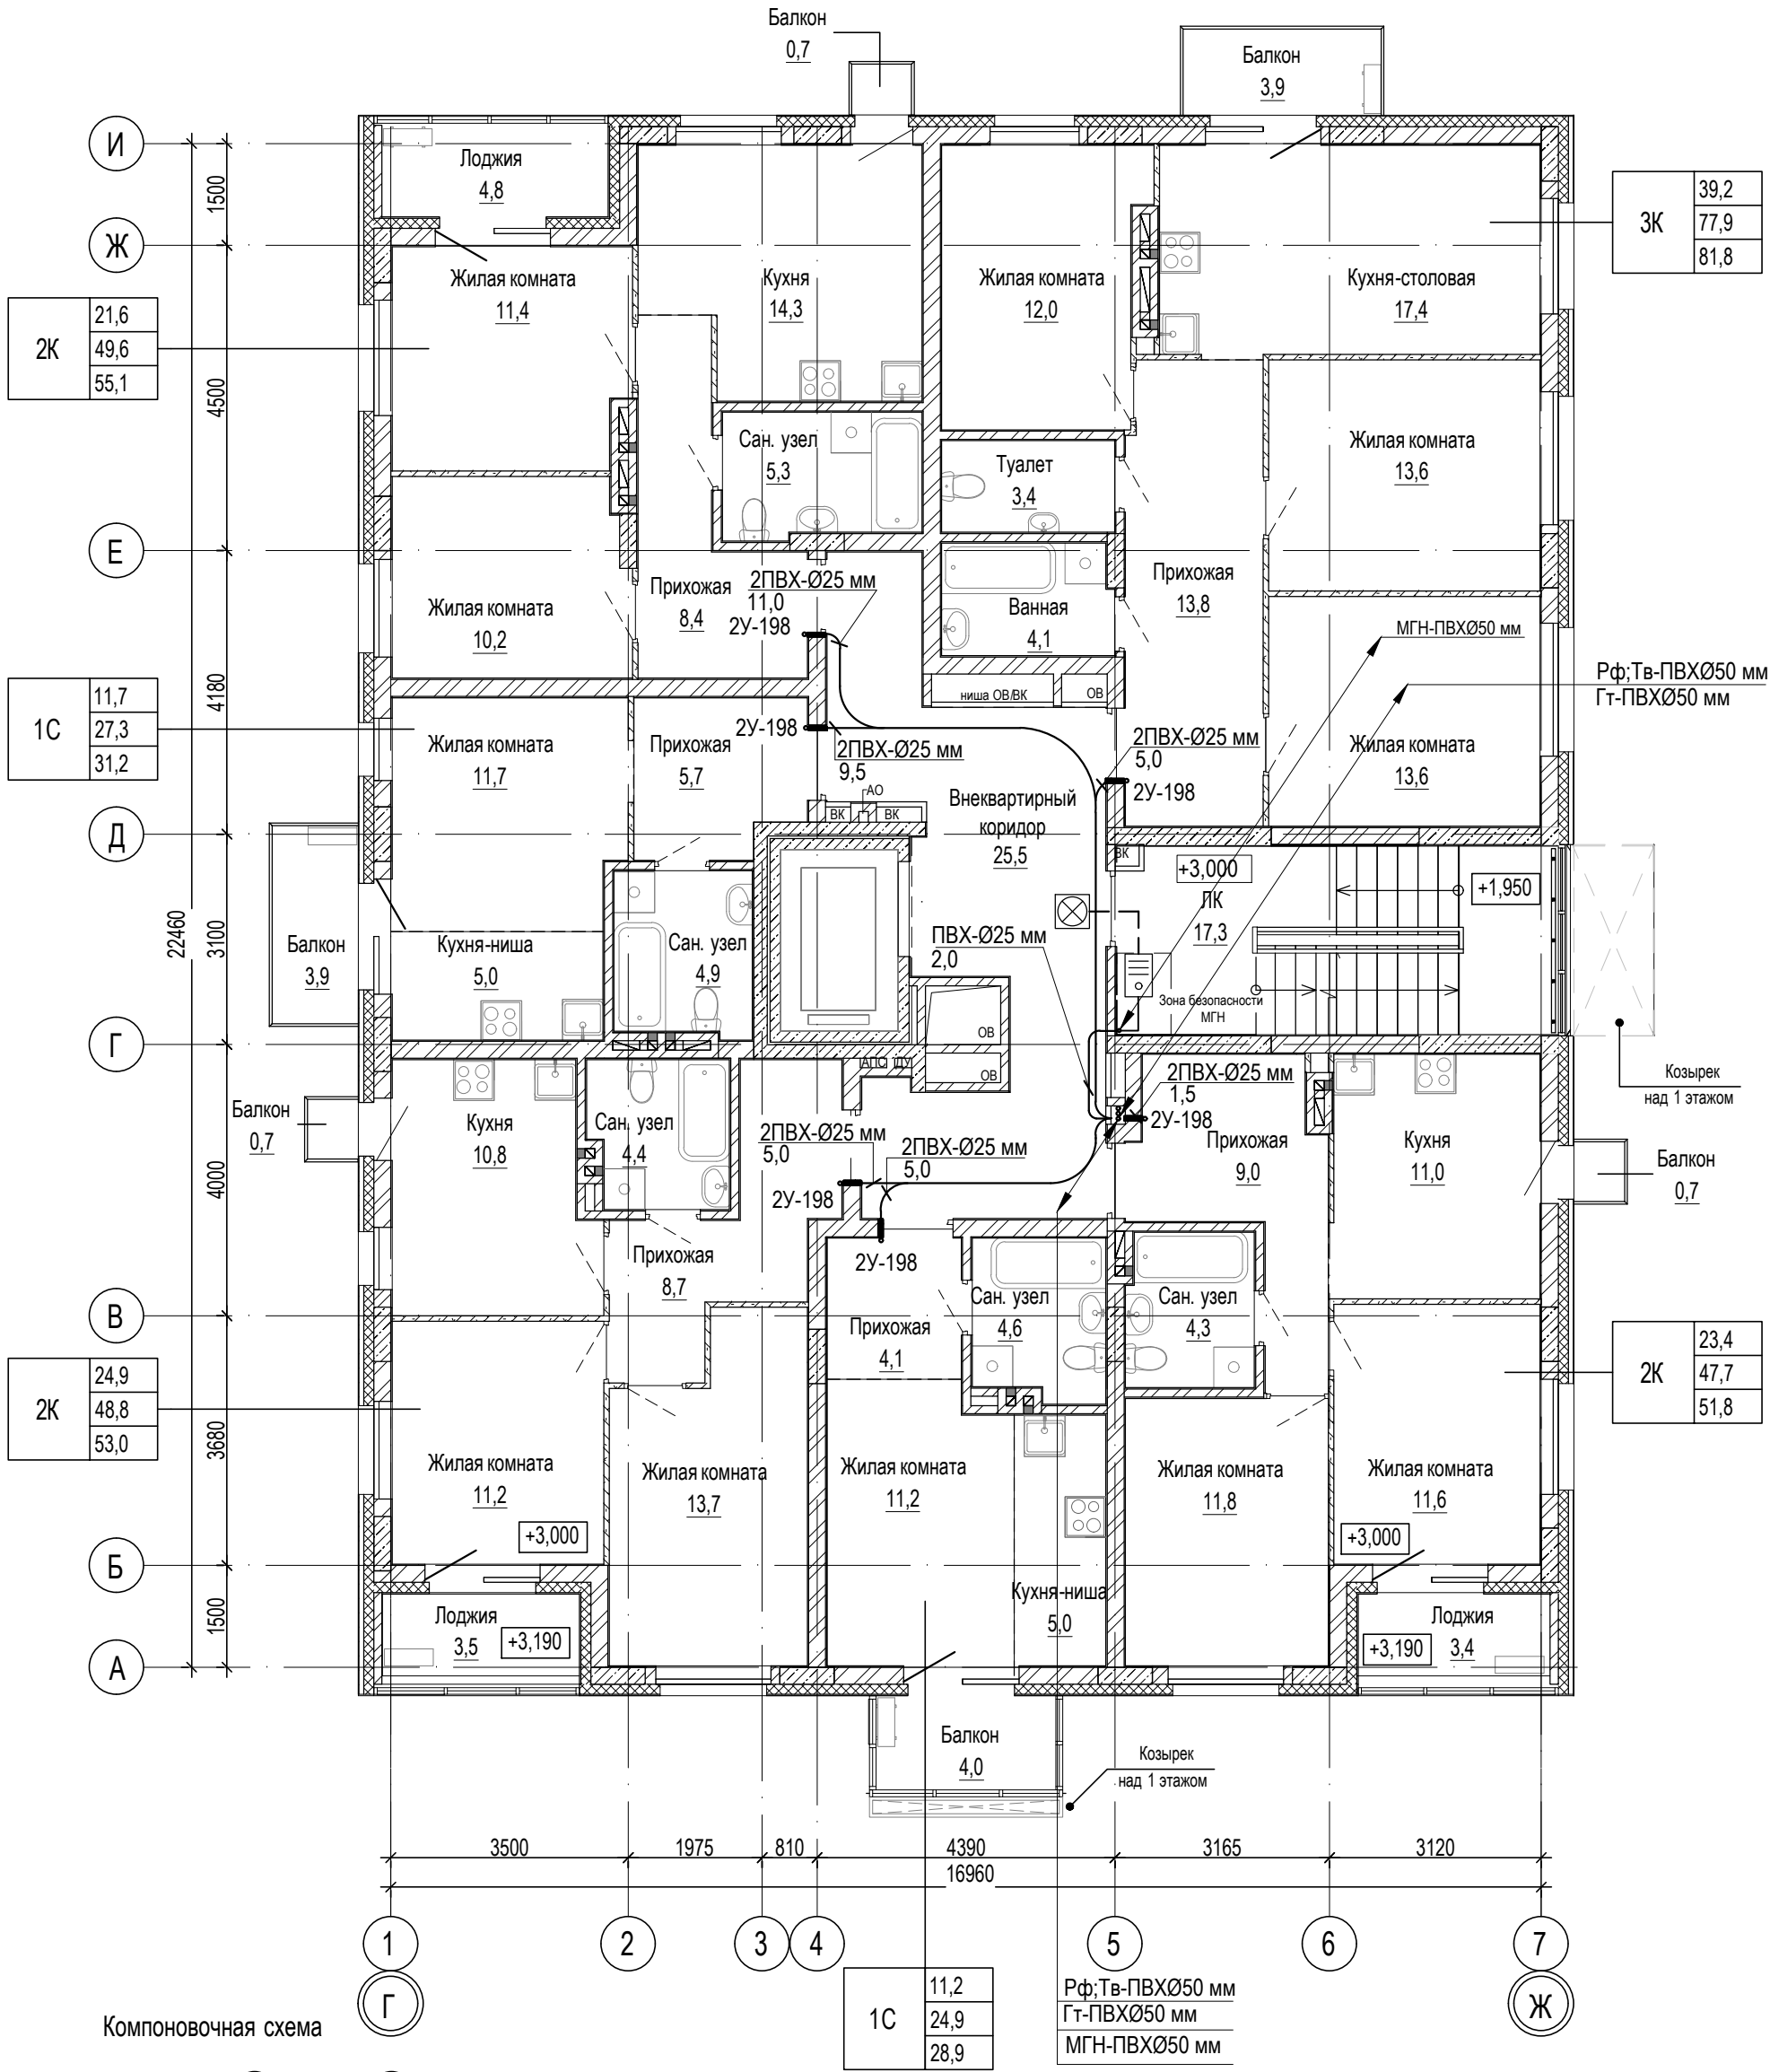 Балкон
0,7
Балкон
3,9
И
1500
Лоджия
4,8
Ж
3К
39,2
77,9
81,8
Жилая комната
11,4
Кухня
14,3
Жилая комната
12,0
Кухня-столовая
17,4
2К
21,6
49,6
55,1
4500
Сан. узел
5,3
Туалет
3,4
Жилая комната
13,6
Е
Жилая комната
10,2
Прихожая
8,4
2ПВХ-Ø25 мм
11,0
2У-198
Ванная
4,1
Прихожая
13,8
МГН-ПВХØ50 мм
Рф;Тв-ПВХØ50 мм
Гт-ПВХØ50 мм
4180
ниша ОВ/ВК
ОВ
1С
11,7
27,3
31,2
Жилая комната
11,7
Прихожая
5,7
2У-198
2ПВХ-Ø25 мм
9,5
2ПВХ-Ø25 мм
5,0
2У-198
Жилая комната
13,6
АО
ВК
ВК
Внеквартирный
коридор
25,5
Д
ВК
+3,000
ЛК
17,3
+1,950
22460
3100
Балкон
3,9
Кухня-ниша
5,0
Сан. узел
4,9
ПВХ-Ø25 мм
2,0
Зона безопасности
МГН
Г
ОВ
ОВ
АПС
ДУ
Козырек
над 1 этажом
Балкон
0,7
Кухня
10,8
Сан. узел
4,4
2ПВХ-Ø25 мм
1,5
2У-198
Прихожая
9,0
Кухня
11,0
Балкон
0,7
4000
2ПВХ-Ø25 мм
5,0
2ПВХ-Ø25 мм
5,0
2У-198
2У-198
Прихожая
8,7
В
Прихожая
4,1
Сан. узел
4,6
Сан. узел
4,3
2К
24,9
48,8
53,0
2К
23,4
47,7
51,8
3680
Жилая комната
11,2
Жилая комната
13,7
Жилая комната
11,2
Жилая комната
11,8
Жилая комната
11,6
+3,000
+3,000
Б
1500
Лоджия
3,5
+3,190
Кухня-ниша
5,0
Лоджия
3,4
+3,190
А
Балкон
4,0
Козырек
над 1 этажом
3500
1975
810
4390
3165
3120
16960
1
2
3
4
5
6
7
Г
Ж
1С
11,2
24,9
28,9
Рф;Тв-ПВХØ50 мм
Гт-ПВХØ50 мм
МГН-ПВХØ50 мм
Компоновочная схема